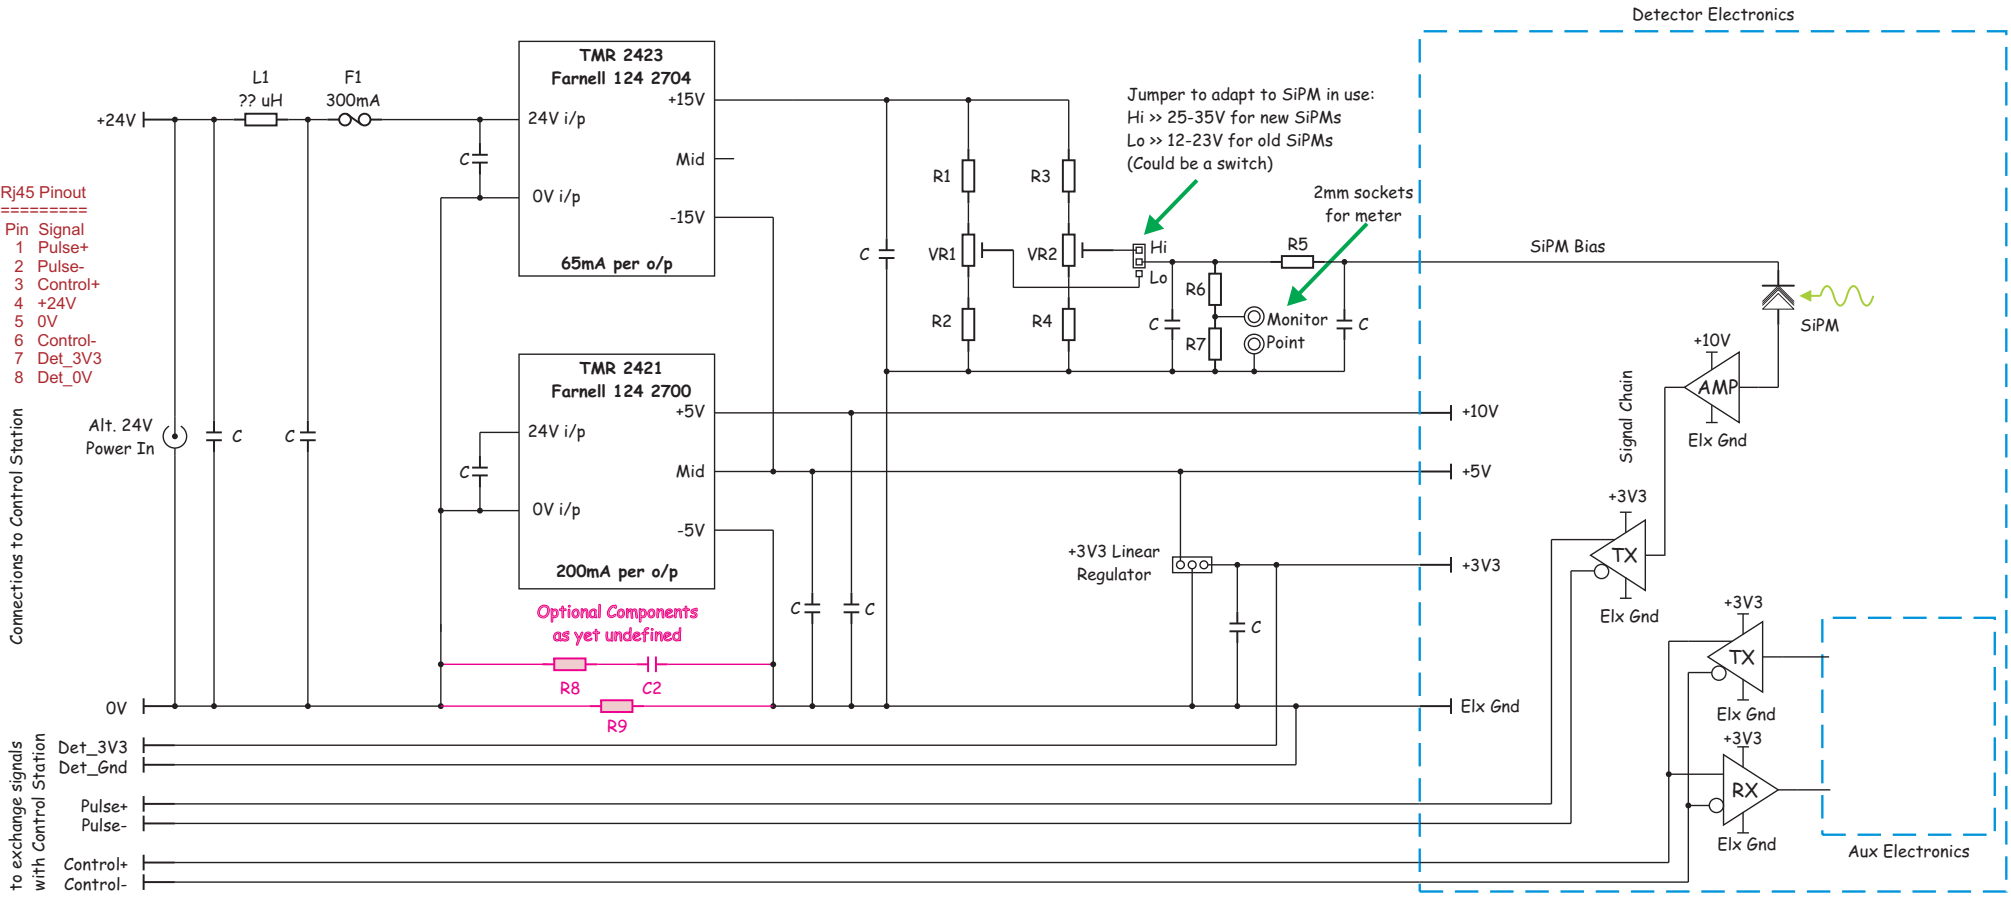 Detector Electronics
TMR 2423
Farnell 124 2704
+15V
24V i/p
Mid
0V i/p
-15V
65mA per o/p
L1
?? uH
F1
300mA
+24V
C
Rj45 Pinout
=========
Pin Signal
1 Pulse+
2 Pulse-
3 Control+
4 +24V
5 0V
6 Control-
7 Det_3V3
8 Det_0V
Connections to Control Station
Alt. 24V
Power In
C
C
C
TMR 2421
Farnell 124 2700
+5V
24V i/p
Mid
0V i/p
-5V
200mA per o/p
Optional Components
as yet undefined
R8
C2
R9
C
R1
R3
VR1
VR2
R2
R4
Jumper to adapt to SiPM in use:
Hi >> 25-35V for new SiPMs
Lo >> 12-23V for old SiPMs
(Could be a switch)
2mm sockets
for meter
Hi
Lo
R5
R6
R7
C
Monitor
Point
C
SiPM Bias
SiPM
+10V
AMP
Elx Gnd
Signal Chain
+10V
+5V
+3V3
TX
Elx Gnd
+3V3 Linear
Regulator
+3V3
C
C
C
+3V3
TX
Elx Gnd
+3V3
RX
Elx Gnd
Aux Electronics
0V
Elx Gnd
to exchange signals
with Control Station
Det_3V3
Det_Gnd
Pulse+
Pulse-
Control+
Control-